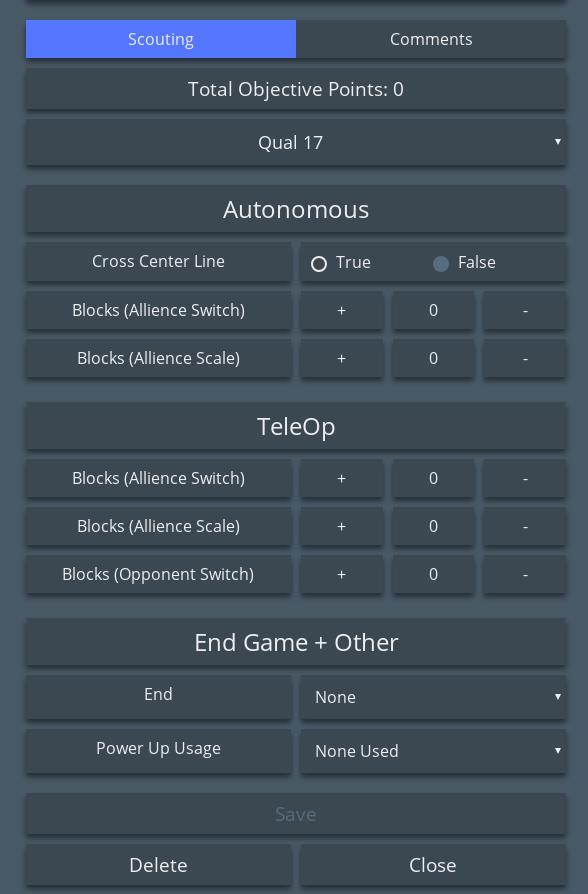 Scouting Comments
Total Objective Points: 0
Qual 17
Autonomous
Cross Center Line True False
Blocks (Allience Switch) + 0 -
Blocks (Allience Scale) + 0 -
TeleOp
Blocks (Allience Switch) + 0 -
Blocks (Allience Scale) + 0 -
Blocks (Opponent Switch) + 0 -
End Game + Other
End None
Power Up Usage None Used
Save
Delete Close